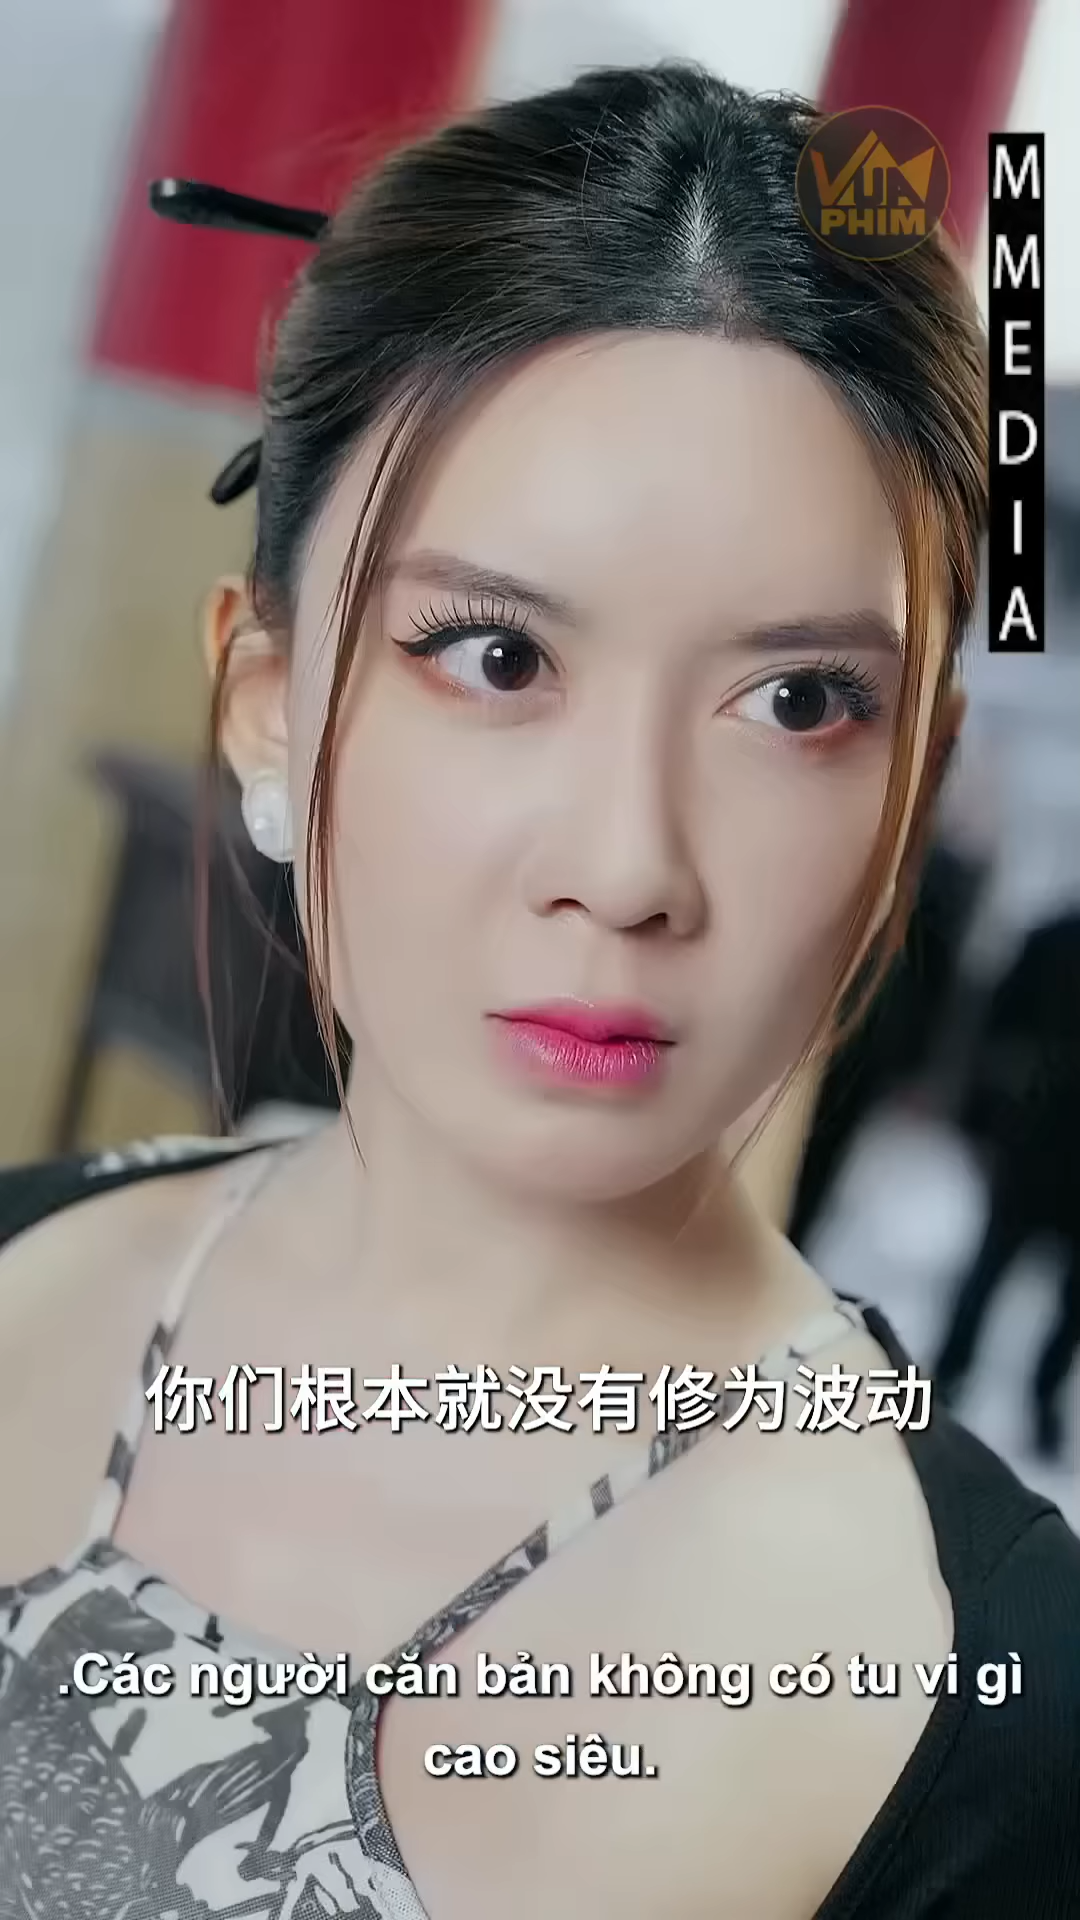 VUA
PHIM
MMEDIA
你们根本就没有修为波动
.Các người căn bản không có tu vi gì
cao siêu.